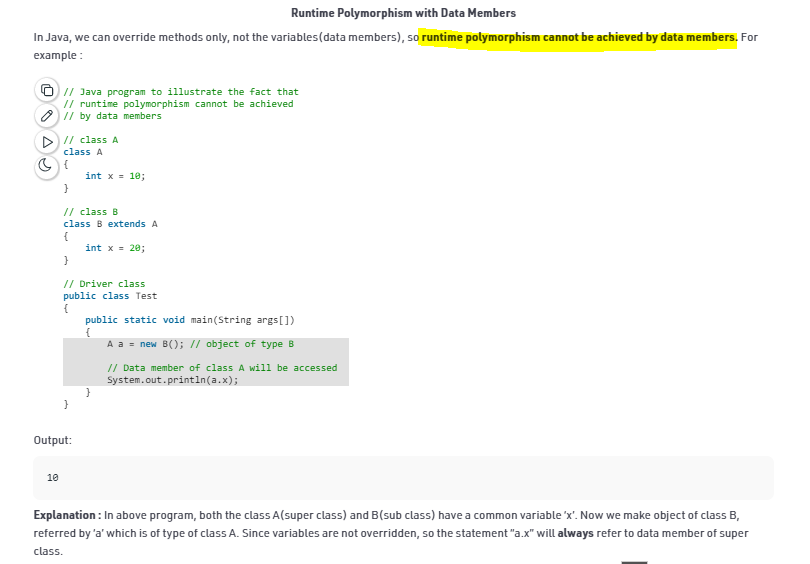 Runtime Polymorphism with Data Members
In Java, we can override methods only, not the variables(data members), so runtime polymorphism cannot be achieved by data members. For
example :
// Java program to illustrate the fact that
// runtime polymorphism cannot be achieved
// by data members
// class A
class A
{
int x = 10;
}
// class B
class B extends A
{
int x = 20;
}
// Driver class
public class Test
{
public static void main(String args[])
{
A a = new B(); // object of type B
// Data member of class A will be accessed
System.out.println(a.x);
}
}
Output:
10
Explanation : In above program, both the class A(super class) and B(sub class) have a common variable ‘x’. Now we make object of class B,
referred by ‘a’ which is of type of class A. Since variables are not overridden, so the statement “a.x” will always refer to data member of super
class.